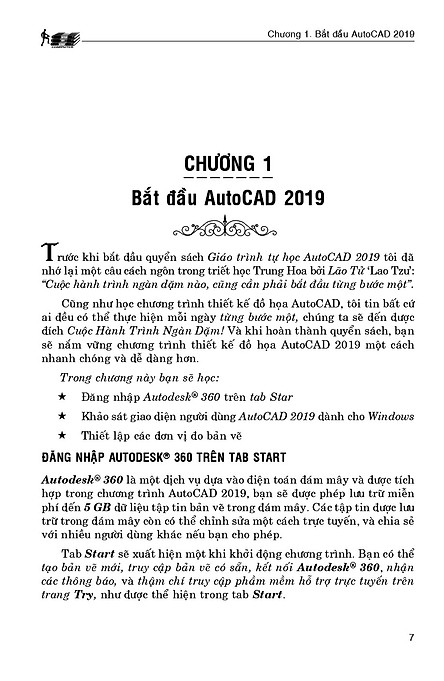 Chương 1. Bắt đầu AutoCAD 2019
CHƯƠNG 1
Bắt đầu AutoCAD 2019
Trước khi bắt đầu quyển sách Giáo trình tự học AutoCAD 2019 tôi đã
nhớ lại một câu cách ngôn trong triết học Trung Hoa bởi Lão Tử 'Lao Tzu':
"Cuộc hành trình ngàn dặm nào, cũng cần phải bắt đầu từng bước một".
Cũng như học chương trình thiết kế đồ họa AutoCAD, tôi tin bất cứ
ai đều có thể thực hiện mỗi ngày từng bước một, chúng ta sẽ đến được
đích Cuộc Hành Trình Ngàn Dặm! Và khi hoàn thành quyển sách, bạn
sẽ nắm vững chương trình thiết kế đồ họa AutoCAD 2019 một cách
nhanh chóng và dễ dàng hơn.
Trong chương này bạn sẽ học:
★ Đăng nhập Autodesk® 360 trên tab Star
★ Khảo sát giao diện người dùng AutoCAD 2019 dành cho Windows
★ Thiết lập các đơn vị đo bản vẽ
ĐĂNG NHẬP AUTODESK® 360 TRÊN TAB START
Autodesk® 360 là một dịch vụ dựa vào điện toán đám mây và được tích
hợp trong chương trình AutoCAD 2019, bạn sẽ được phép lưu trữ miễn
phí đến 5 GB dữ liệu tập tin bản vẽ trong đám mây. Các tập tin được lưu
trữ trong đám mây còn có thể chỉnh sửa một cách trực tuyến, và chia sẻ
với nhiều người dùng khác nếu bạn cho phép.
Tab Start sẽ xuất hiện một khi khởi động chương trình. Bạn có thể
tạo bản vẽ mới, truy cập bản vẽ có sẵn, kết nối Autodesk® 360, nhận
các thông báo, và thậm chí truy cập phầm mềm hỗ trợ trực tuyến trên
trang Try, như được thể hiện trong tab Start.
7